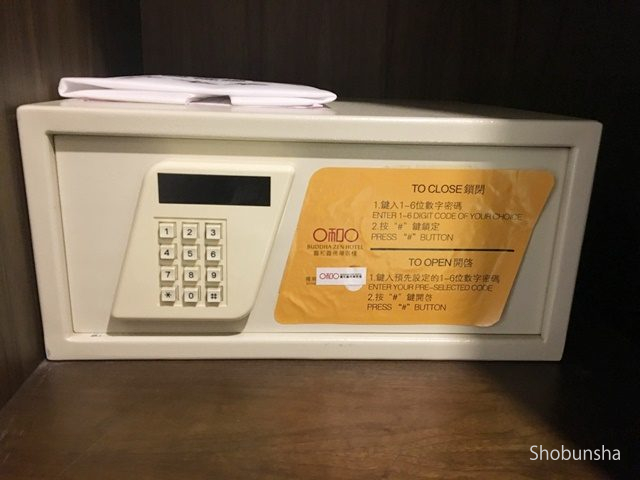 TO CLOSE 鎖閉
1.鍵入1~6位數字密碼
ENTER 1~6 DIGIT CODE OF YOUR CHOICE
2.按 "#" 鍵鎖定
PRESS "#" BUTTON
BUDDHA ZEN HOTEL
TO OPEN 開啓
1.鍵入預先設定的1~6位數字密碼
ENTER YOUR PRE-SELECTED CODE
2.按 "#" 鍵開啓
PRESS "#" BUTTON
1 2 3
4 5 6
7 8 9
* 0 #
Shobunsha